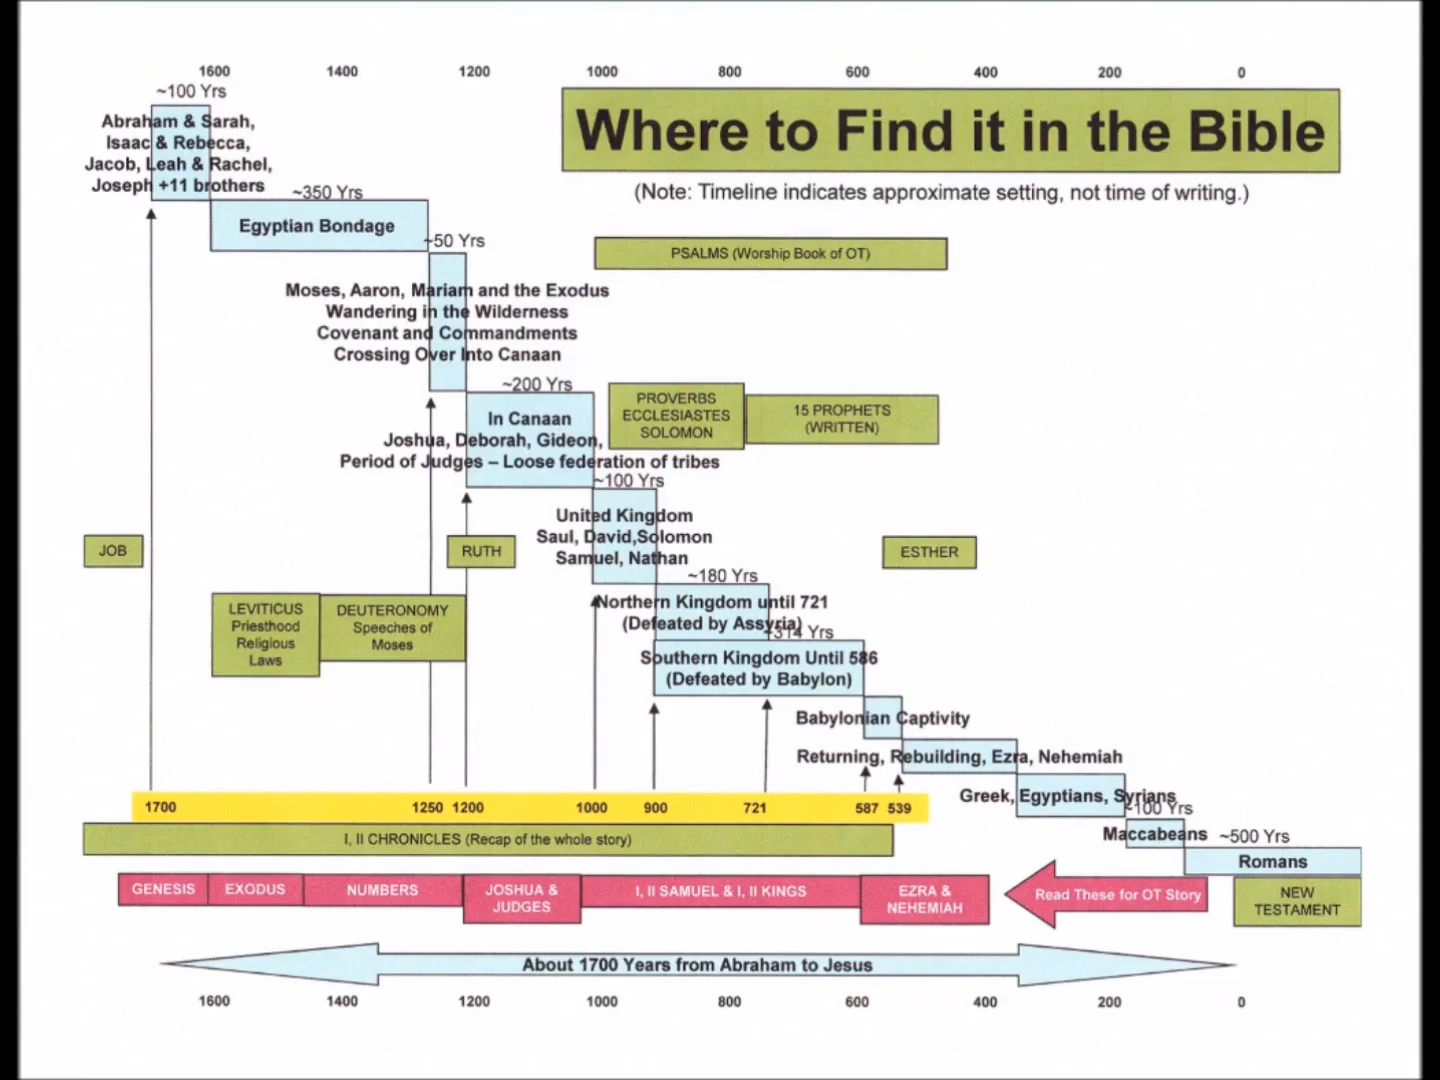 1600 1400 1200 1000 800 600 400 200 0
~100 Yrs
Abraham & Sarah,
Isaac & Rebecca,
Jacob, Leah & Rachel,
Joseph +11 brothers
Where to Find it in the Bible
(Note: Timeline indicates approximate setting, not time of writing.)
~350 Yrs
Egyptian Bondage
~50 Yrs
PSALMS (Worship Book of OT)
Moses, Aaron, Mariam and the Exodus
Wandering in the Wilderness
Covenant and Commandments
Crossing Over Into Canaan
~200 Yrs
In Canaan
Joshua, Deborah, Gideon,
Period of Judges – Loose federation of tribes
PROVERBS
ECCLESIASTES
SOLOMON
15 PROPHETS
(WRITTEN)
~100 Yrs
United Kingdom
Saul, David,Solomon
Samuel, Nathan
JOB
RUTH
ESTHER
~180 Yrs
Northern Kingdom until 721
(Defeated by Assyria)
~314 Yrs
Southern Kingdom Until 586
(Defeated by Babylon)
LEVITICUS
Priesthood
Religious
Laws
DEUTERONOMY
Speeches of
Moses
Babylonian Captivity
Returning, Rebuilding, Ezra, Nehemiah
Greek, Egyptians, Syrians
~100 Yrs
Maccabeans
~500 Yrs
Romans
1700 1250 1200 1000 900 721 587 539
I, II CHRONICLES (Recap of the whole story)
GENESIS
EXODUS
NUMBERS
JOSHUA &
JUDGES
I, II SAMUEL & I, II KINGS
EZRA &
NEHEMIAH
Read These for OT Story
NEW
TESTAMENT
About 1700 Years from Abraham to Jesus
1600 1400 1200 1000 800 600 400 200 0